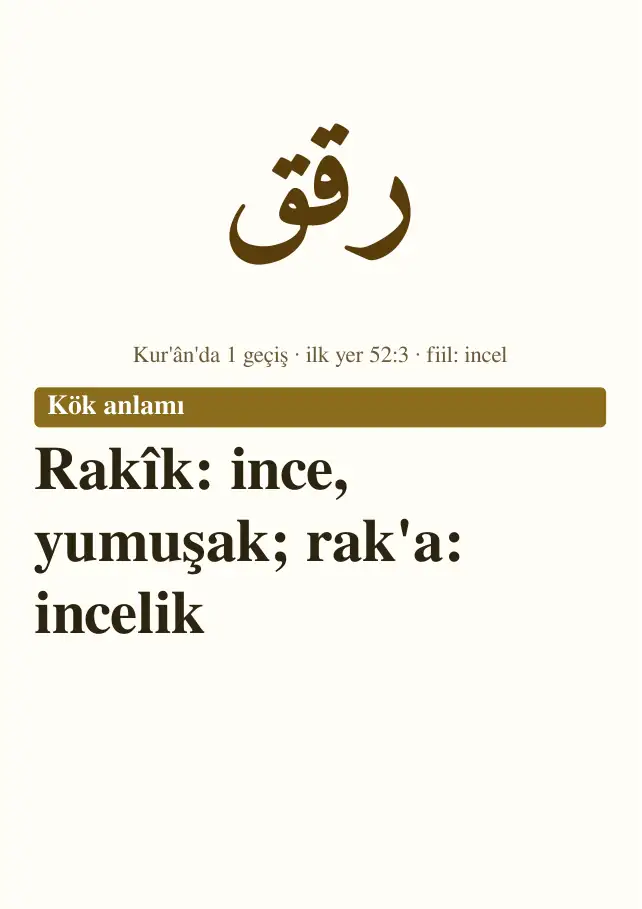 رقق
Kur'ân'da 1 geçiş · ilk yer 52:3 · fiil: incel
Kök anlamı
Rakîk: ince,
yumuşak; rak'a:
incelik